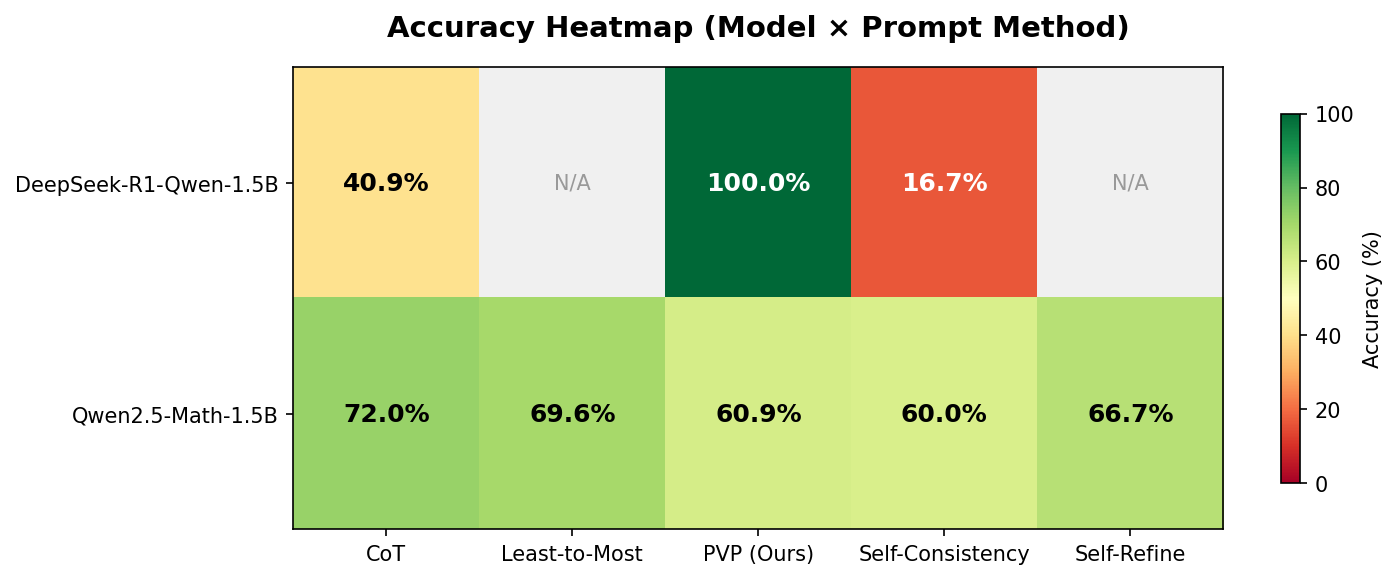 Accuracy Heatmap (Model × Prompt Method)
DeepSeek-R1-Qwen-1.5B
40.9%
N/A
100.0%
16.7%
N/A
Qwen2.5-Math-1.5B
72.0%
69.6%
60.9%
60.0%
66.7%
CoT
Least-to-Most
PVP (Ours)
Self-Consistency
Self-Refine
100
80
60
40
20
0
Accuracy (%)